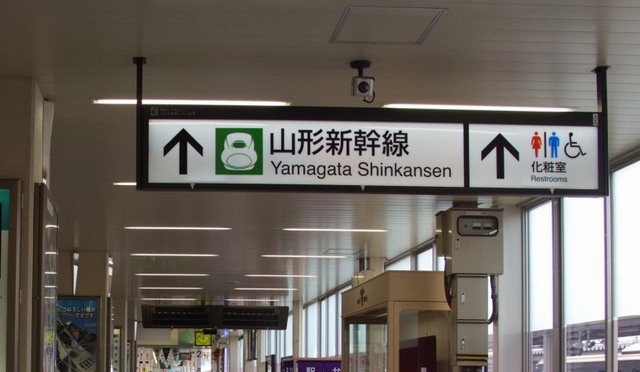 山形新幹線
Yamagata Shinkansen
化粧室
Restrooms